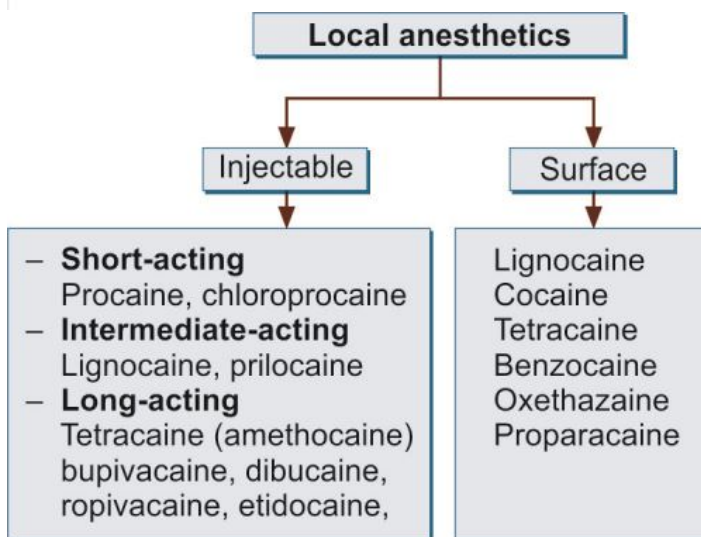 Local anesthetics
Injectable
Surface
– Short-acting
Procaine, chloroprocaine
– Intermediate-acting
Lignocaine, prilocaine
– Long-acting
Tetracaine (amethocaine)
bupivacaine, dibucaine,
ropivacaine, etidocaine,
Lignocaine
Cocaine
Tetracaine
Benzocaine
Oxethazaine
Proparacaine